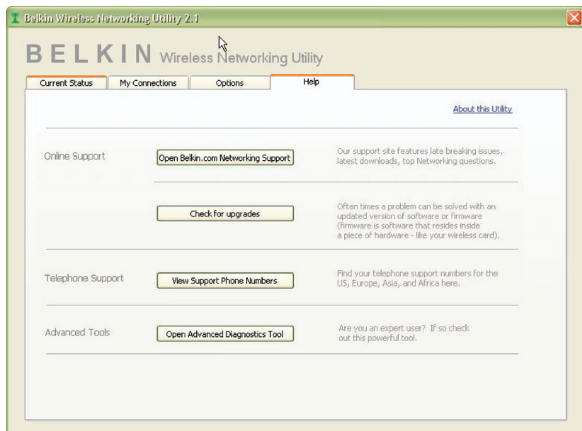 Belkin Wireless Networking Utility 2.1
BELKIN Wireless Networking Utility
Current Status
My Connections
Options
Help
About this Utility
Online Support
Open Belkin.com Networking Support
Our support site features late breaking issues,
latest downloads, top Networking questions.
Check for upgrades
Often times a problem can be solved with an
updated version of software or firmware
(firmware is software that resides inside
a piece of hardware - like your wireless card).
Telephone Support
View Support Phone Numbers
Find your telephone support numbers for the
US, Europe, Asia, and Africa here.
Advanced Tools
Open Advanced Diagnostics Tool
Are you an expert user? If so check
out this powerful tool.